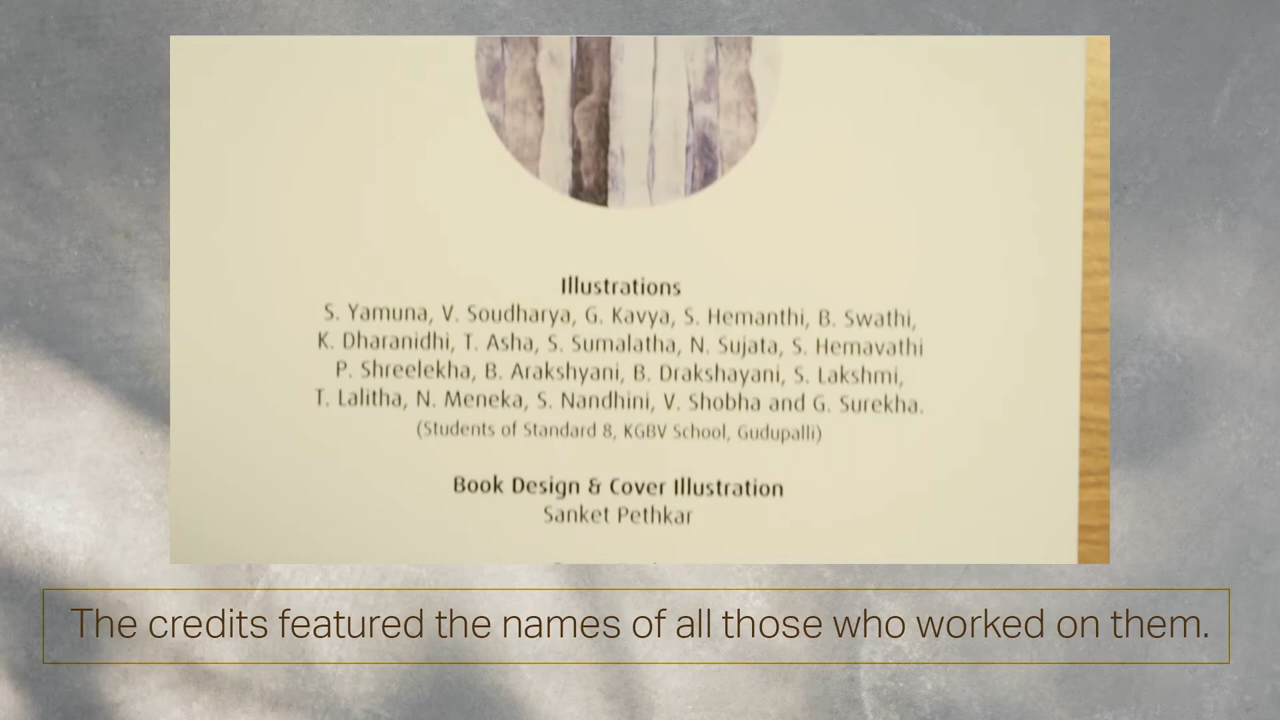 Illustrations
S. Yamuna, V. Soudharya, G. Kavya, S. Hemanthi, B. Swathi,
K. Dharanidhi, T. Asha, S. Sumalatha, N. Sujata, S. Hemavathi
P. Shreelekha, B. Arakshyani, B. Drakshayani, S. Lakshmi,
T. Lalitha, N. Meneka, S. Nandhini, V. Shobha and G. Surekha.
(Students of Standard 8, KGBV School, Gudupalli)
Book Design & Cover Illustration
Sanket Pethkar
The credits featured the names of all those who worked on them.